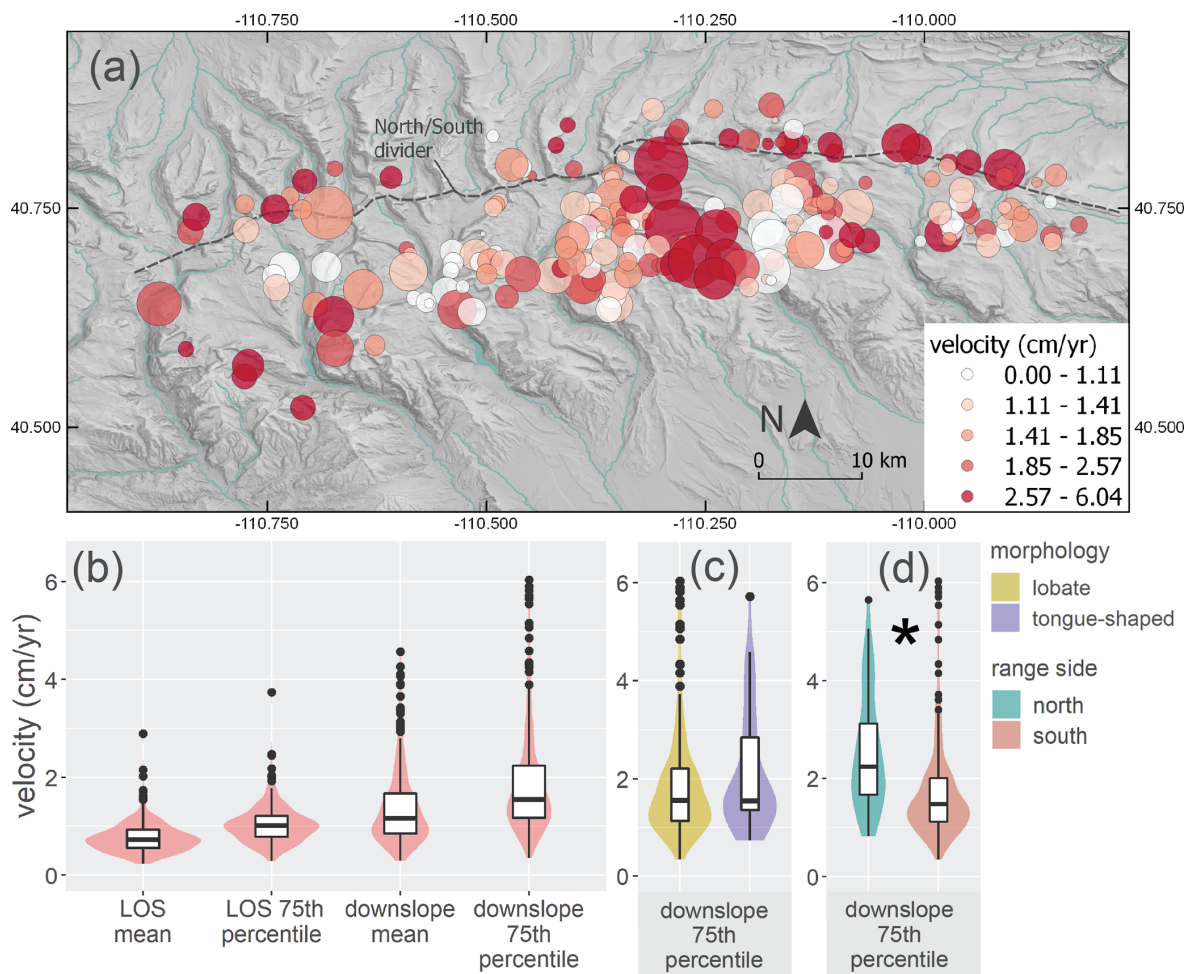 -110.750 -110.500 -110.250 -110.000
(a)
North/South
divider
40.750 40.750
40.500 40.500
N
0 10 km
velocity (cm/yr)
0.00 - 1.11
1.11 - 1.41
1.41 - 1.85
1.85 - 2.57
2.57 - 6.04
-110.750 -110.500 -110.250 -110.000
(b)
velocity (cm/yr)
6
4
2
0
LOS
mean
LOS 75th
percentile
downslope
mean
downslope
75th
percentile
(c)
6
4
2
0
downslope
75th
percentile
(d)
*
6
4
2
0
downslope
75th
percentile
morphology
lobate
tongue-shaped
range side
north
south